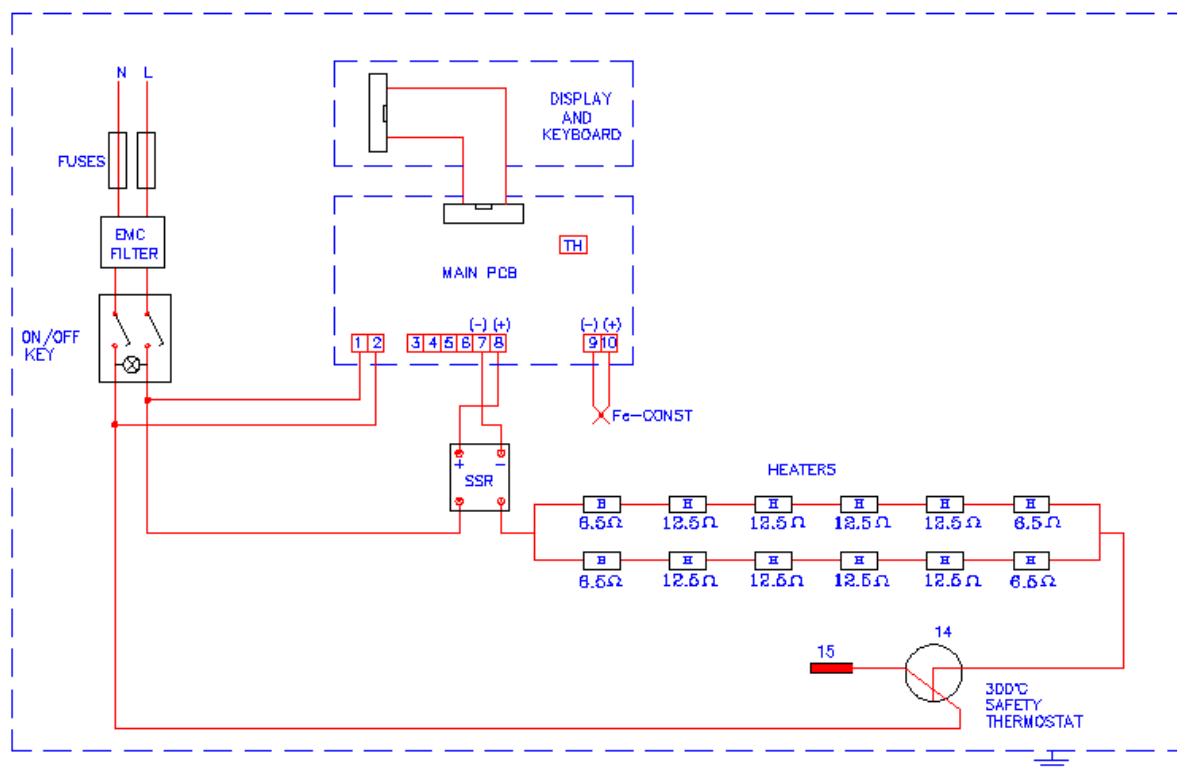 N L
FUSES
EMC
FILTER
ON/OFF
KEY
DISPLAY
AND
KEYBOARD
TH
MAIN PCB
(-) (+)
(-) (+)
1 2
3 4 5 6 7 8
9 10
Fe-CONST
+ -
SSR
HEATERS
H H H H H H
6.5Ω 12.5Ω 12.5Ω 12.5Ω 12.5Ω 6.5Ω
H H H H H H
6.5Ω 12.5Ω 12.5Ω 12.5Ω 12.5Ω 6.5Ω
14
15
300°C
SAFETY
THERMOSTAT